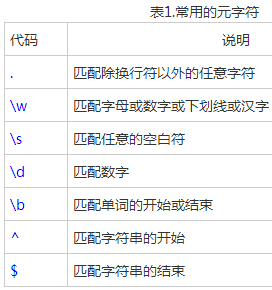 表1.常用的元字符
代码 说明
. 匹配除换行符以外的任意字符
\w 匹配字母或数字或下划线或汉字
\s 匹配任意的空白符
\d 匹配数字
\b 匹配单词的开始或结束
^ 匹配字符串的开始
$ 匹配字符串的结束